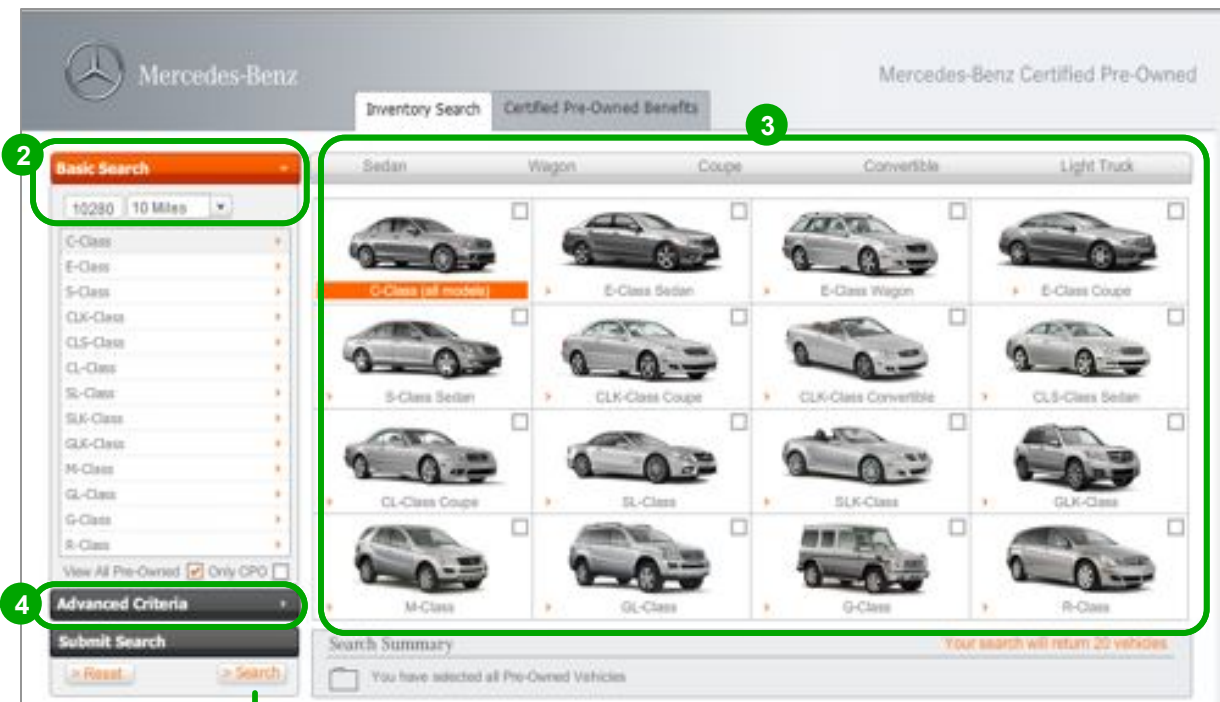 Mercedes-Benz
Mercedes-Benz Certified Pre-Owned
Inventory Search
Certified Pre-Owned Benefits
3
2
Basic Search
10280
10 Miles
C-Class
E-Class
S-Class
CLK-Class
CLS-Class
CL-Class
SL-Class
SLK-Class
GLK-Class
M-Class
GL-Class
G-Class
R-Class
View All Pre-Owned Only CPO
4
Advanced Criteria
Submit Search
> Reset
> Search
Sedan Wagon Coupe Convertible Light Truck
C-Class (all models) E-Class Sedan E-Class Wagon E-Class Coupe
S-Class Sedan CLK-Class Coupe CLK-Class Convertible CLS-Class Sedan
CL-Class Coupe SL-Class SLK-Class GLK-Class
M-Class GL-Class G-Class R-Class
Search Summary
Your search will return 20 vehicles
You have selected all Pre-Owned Vehicles